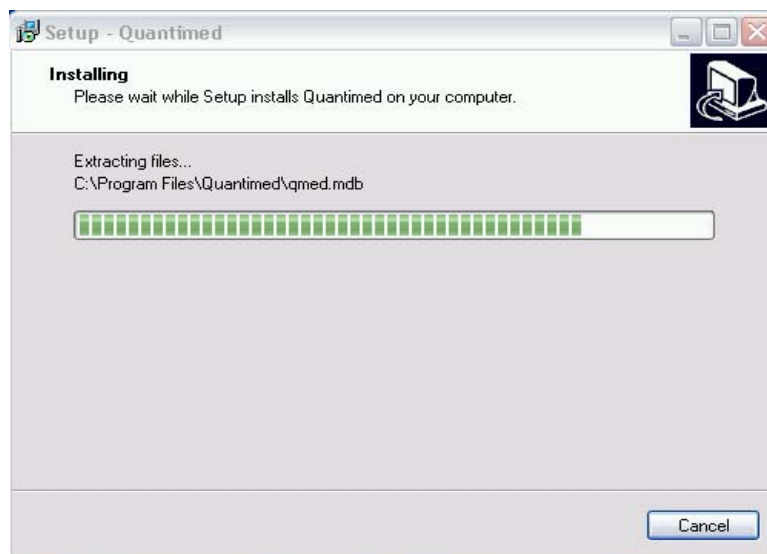 Setup - Quantimed
Installing
Please wait while Setup installs Quantimed on your computer.
Extracting files...
C:\Program Files\Quantimed\qmed.mdb
Cancel